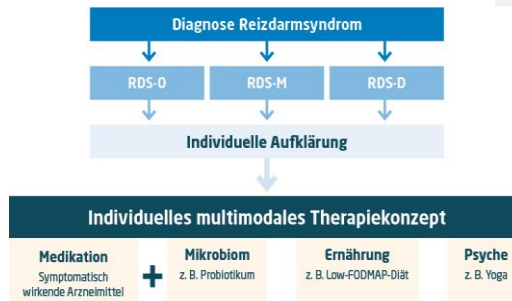 Diagnose Reizdarmsyndrom
RDS-O
RDS-M
RDS-D
Individuelle Aufklärung
Individuelles multimodales Therapiekonzept
Medikation
Symptomatisch
wirkende Arzneimittel
+
Mikrobiom
z. B. Probiotikum
Ernährung
z. B. Low-FODMAP-Diät
Psyche
z. B. Yoga